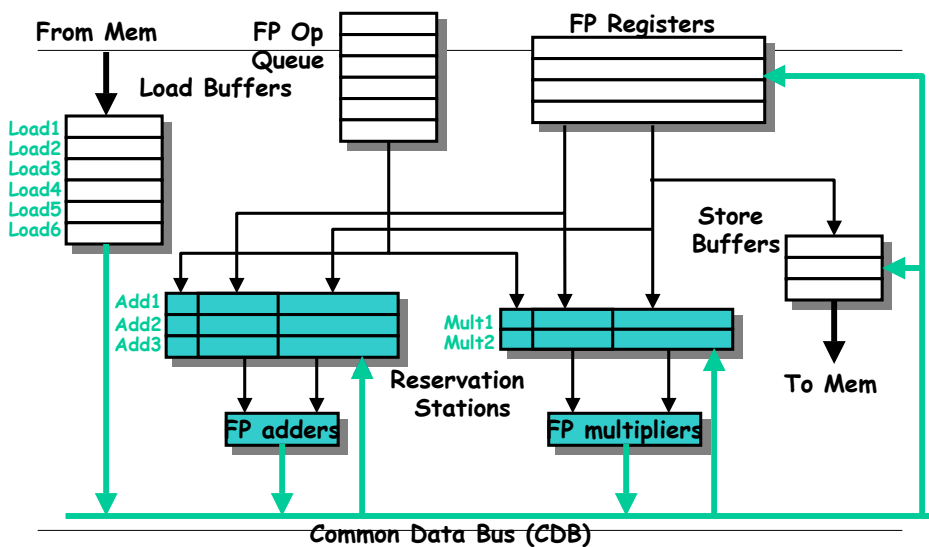 From Mem
FP Op
Queue
FP Registers
Load Buffers
Load1
Load2
Load3
Load4
Load5
Load6
Store
Buffers
Add1
Add2
Add3
Mult1
Mult2
Reservation
Stations
To Mem
FP adders
FP multipliers
Common Data Bus (CDB)